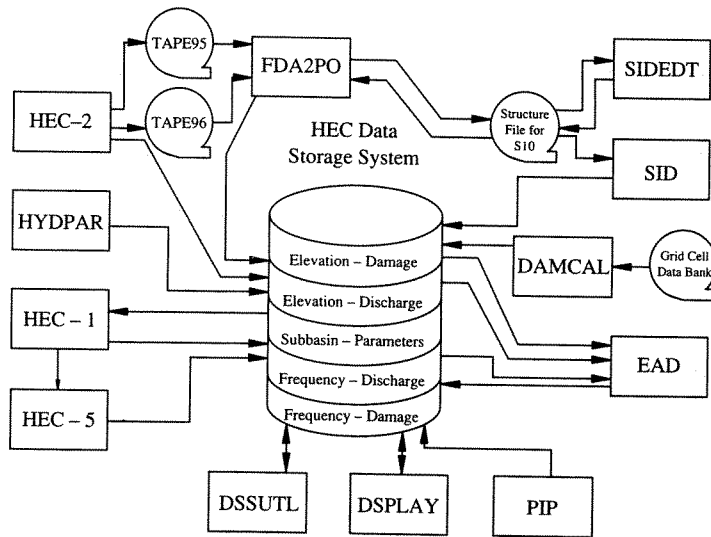 TAPE95
FDA2PO
SIDEDT
HEC-2
TAPE96
Structure
File for
S10
HEC Data
Storage System
SID
HYDPAR
DAMCAL
Grid Cell
Data Bank
Elevation – Damage
Elevation – Discharge
HEC – 1
Subbasin – Parameters
EAD
Frequency – Discharge
HEC – 5
Frequency – Damage
DSSUTL
DSPLAY
PIP